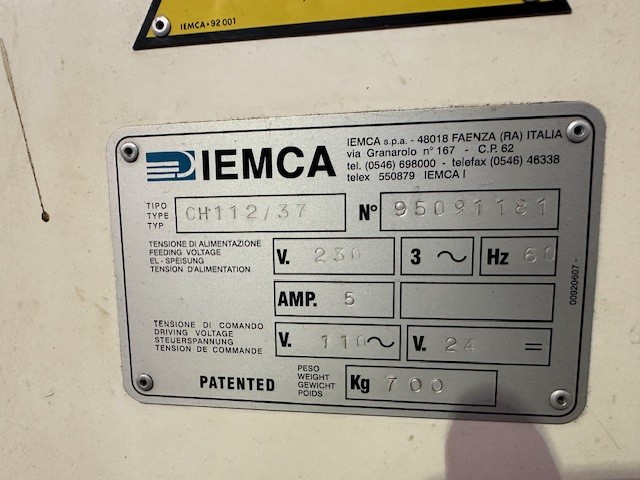 IEMCA • 92 001
IEMCA
IEMCA s.p.a. - 48018 FAENZA (RA) ITALIA
via Granarolo n° 167 - C.P. 62
tel. (0546) 698000 - telefax (0546) 46338
telex 550879 IEMCA I
TIPO
TYPE
TYP
CH112/37
N° 95091181
TENSIONE DI ALIMENTAZIONE
FEEDING VOLTAGE
EL-SPEISUNG
TENSION D'ALIMENTATION
V. 230
3 ~
Hz 60
AMP. 5
TENSIONE DI COMANDO
DRIVING VOLTAGE
STEUERSPANNUNG
TENSION DE COMMANDE
V. 110 ~
V. 24 =
PATENTED
PESO
WEIGHT
GEWICHT
POIDS
Kg 700
00920607 -